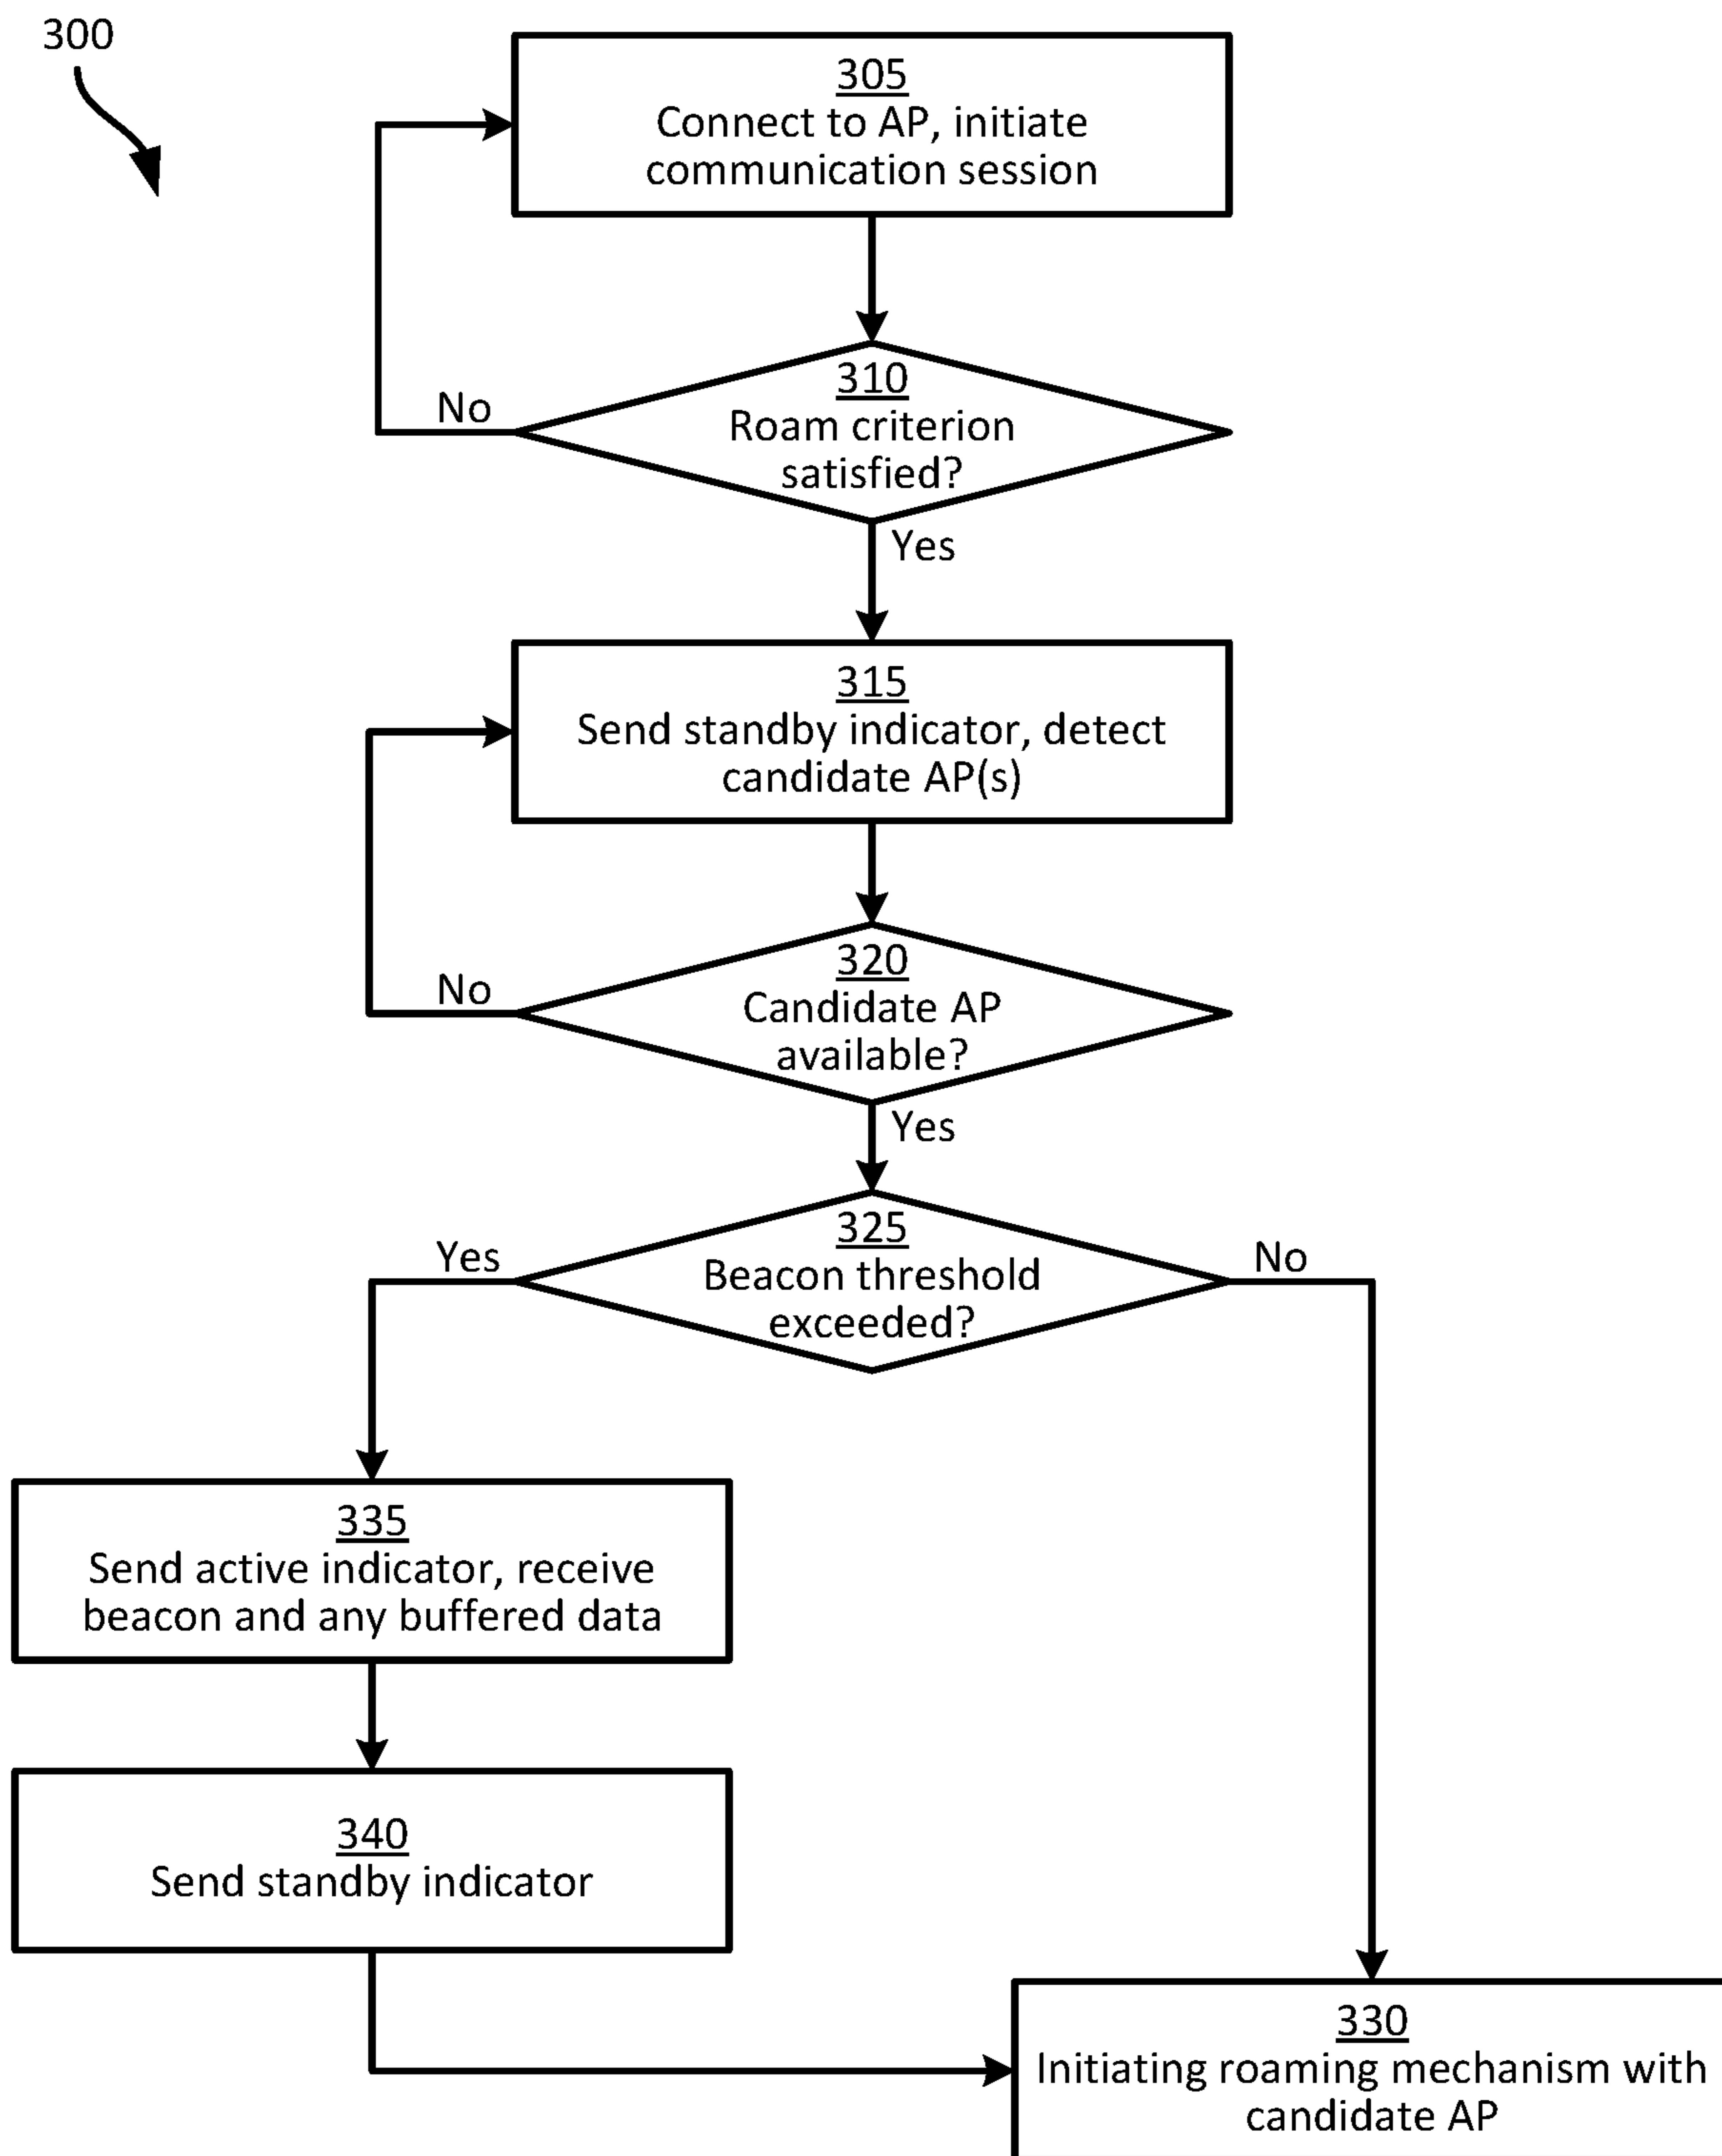 300
305
Connect to AP, initiate
communication session
310
Roam criterion
satisfied?
No
Yes
315
Send standby indicator, detect
candidate AP(s)
320
Candidate AP
available?
No
Yes
325
Beacon threshold
exceeded?
Yes
No
335
Send active indicator, receive
beacon and any buffered data
340
Send standby indicator
330
Initiating roaming mechanism with
candidate AP